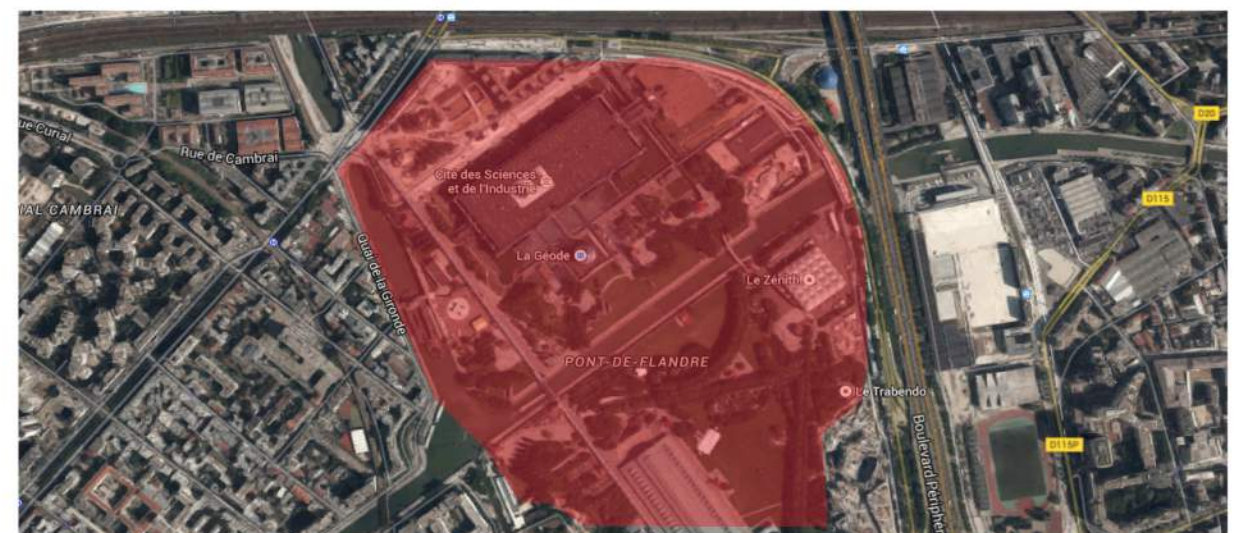 D20
ue Curial
Rue de Cambrai
Cité des Sciences
et de l'Industrie
D115
IAL-CAMBRAI
Quai de la Gironde
La Géode
Le Zénith
PONT-DE-FLANDRE
Le Trabendo
D115P
Boulevard Périphér